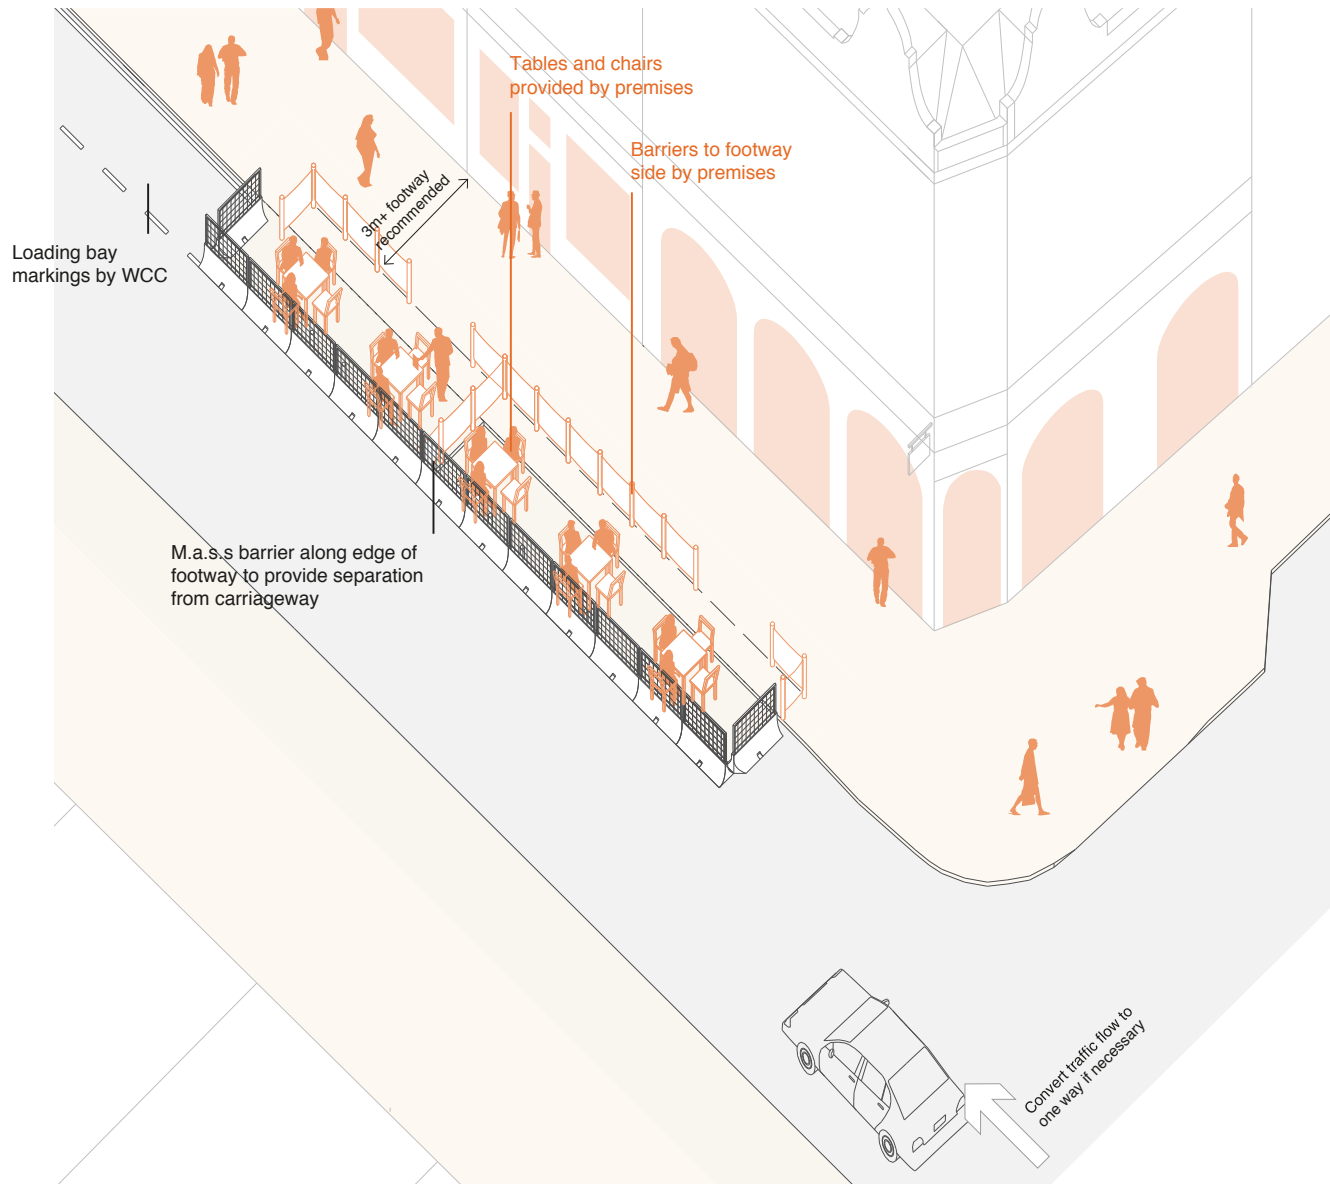 Tables and chairs
provided by premises
Barriers to footway
side by premises
3m+ footway
recommended
Loading bay
markings by WCC
M.a.s.s barrier along edge of
footway to provide separation
from carriageway
Convert traffic flow to
one way if necessary